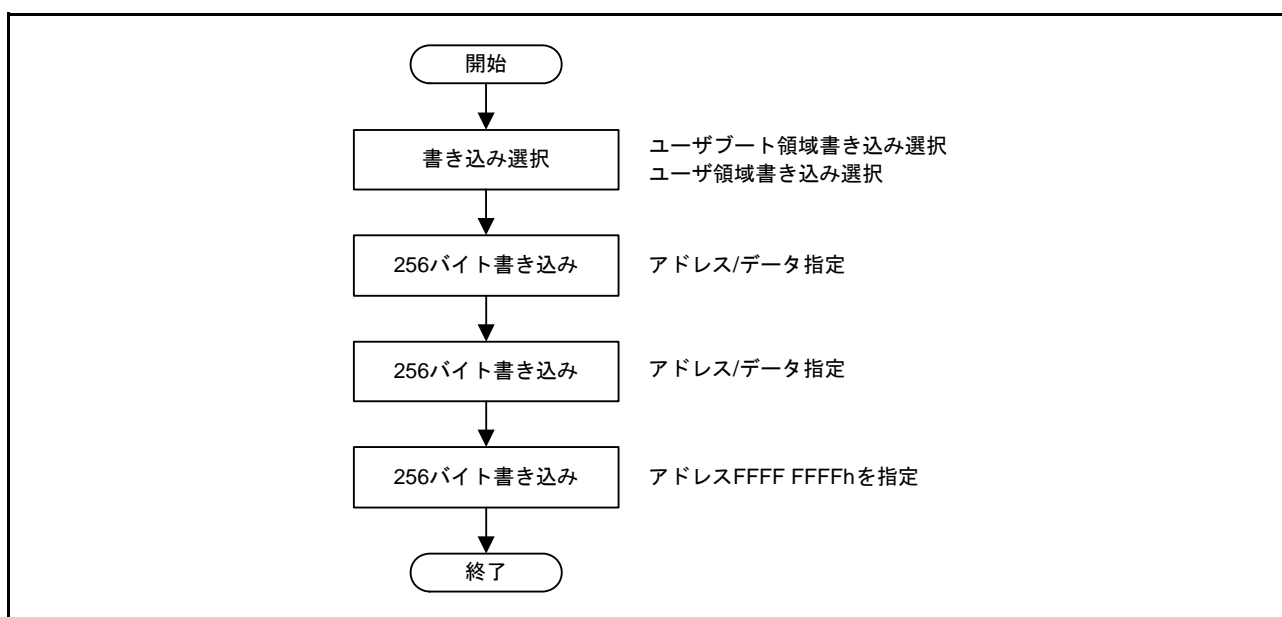 開始
書き込み選択
ユーザブート領域書き込み選択
ユーザ領域書き込み選択
256バイト書き込み
アドレス/データ指定
256バイト書き込み
アドレス/データ指定
256バイト書き込み
アドレスFFFF FFFFhを指定
終了